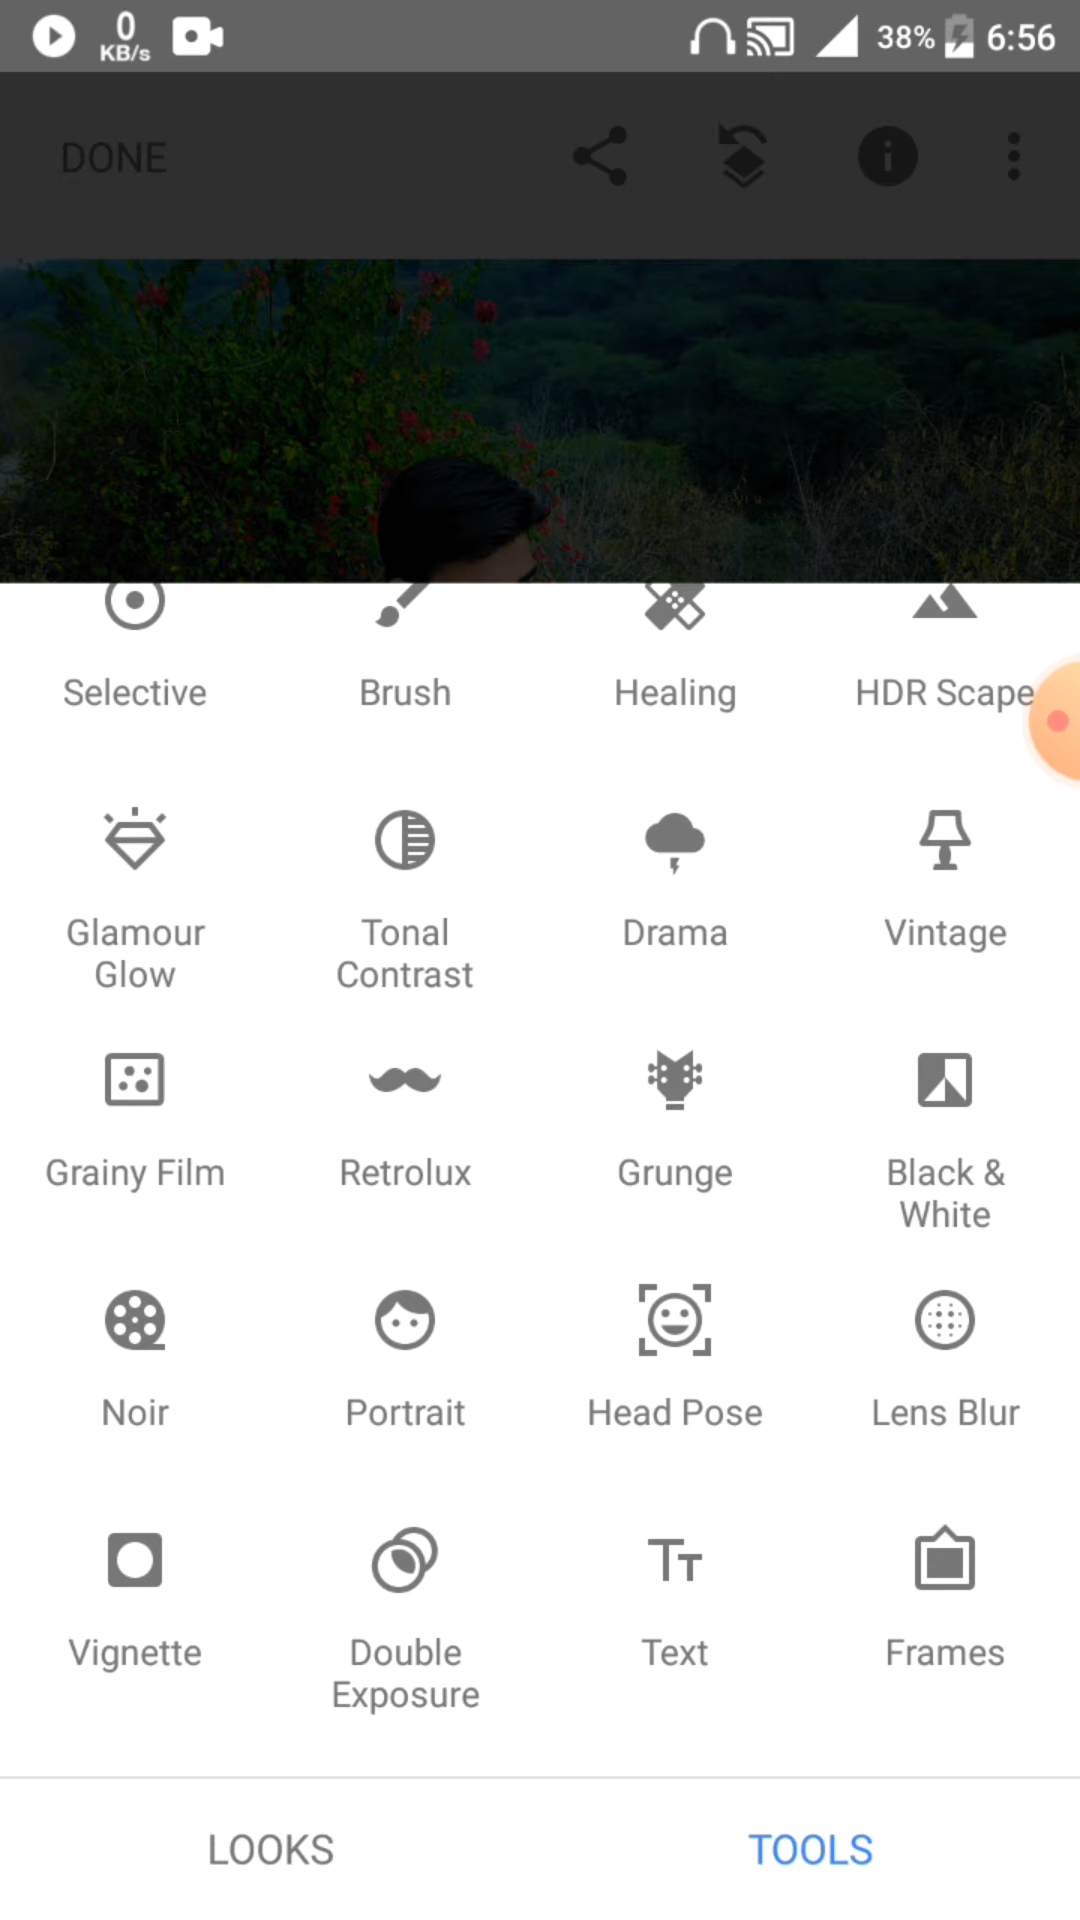 0
KB/s
38%
6:56
DONE
Selective
Brush
Healing
HDR Scape
Glamour
Glow
Tonal
Contrast
Drama
Vintage
Grainy Film
Retrolux
Grunge
Black &
White
Noir
Portrait
Head Pose
Lens Blur
Vignette
Double
Exposure
Text
Frames
LOOKS
TOOLS